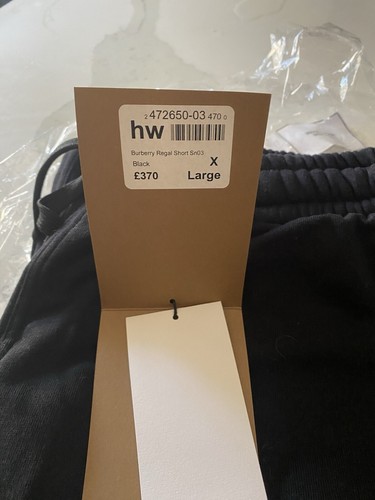 2 472650-03 470 0
hw
Burberry Regal Short Sn03
Black X
£370 Large